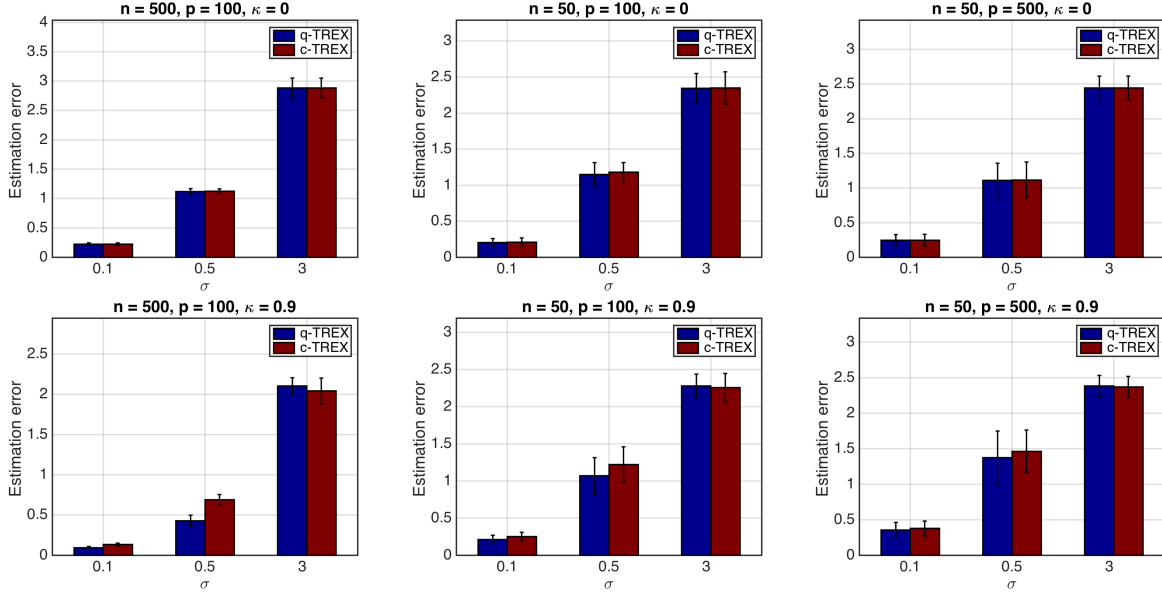 n = 500, p = 100, κ = 0
Estimation error
4
3.5
3
2.5
2
1.5
1
0.5
0
q-TREX
c-TREX
0.1
0.5
3
σ
n = 50, p = 100, κ = 0
Estimation error
3
2.5
2
1.5
1
0.5
0
q-TREX
c-TREX
0.1
0.5
3
σ
n = 50, p = 500, κ = 0
Estimation error
3
2.5
2
1.5
1
0.5
0
q-TREX
c-TREX
0.1
0.5
3
σ
n = 500, p = 100, κ = 0.9
Estimation error
2.5
2
1.5
1
0.5
0
q-TREX
c-TREX
0.1
0.5
3
σ
n = 50, p = 100, κ = 0.9
Estimation error
3
2.5
2
1.5
1
0.5
0
q-TREX
c-TREX
0.1
0.5
3
σ
n = 50, p = 500, κ = 0.9
Estimation error
3
2.5
2
1.5
1
0.5
0
q-TREX
c-TREX
0.1
0.5
3
σ